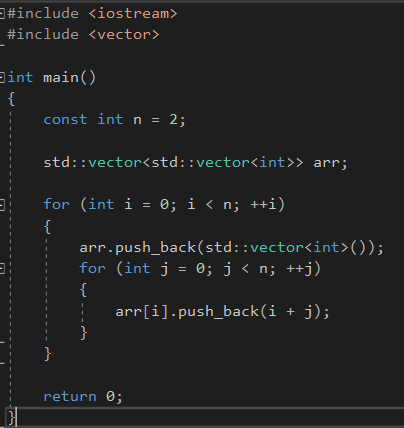 #include <iostream>
#include <vector>
int main()
{
const int n = 2;
std::vector<std::vector<int>> arr;
for (int i = 0; i < n; ++i)
{
arr.push_back(std::vector<int>());
for (int j = 0; j < n; ++j)
{
arr[i].push_back(i + j);
}
}
return 0;
}